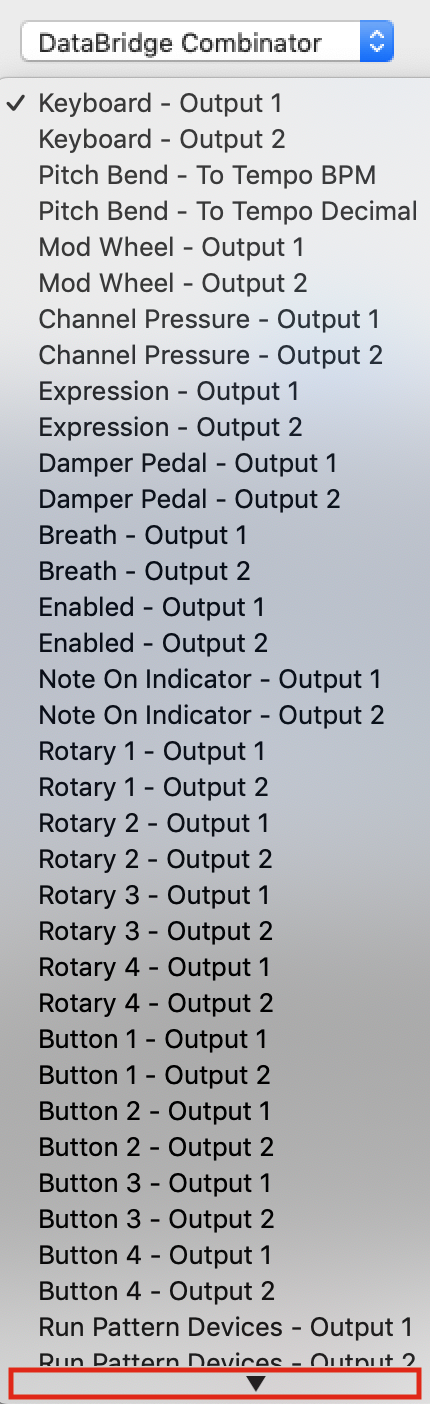 DataBridge Combinator
✓ Keyboard - Output 1
Keyboard - Output 2
Pitch Bend - To Tempo BPM
Pitch Bend - To Tempo Decimal
Mod Wheel - Output 1
Mod Wheel - Output 2
Channel Pressure - Output 1
Channel Pressure - Output 2
Expression - Output 1
Expression - Output 2
Damper Pedal - Output 1
Damper Pedal - Output 2
Breath - Output 1
Breath - Output 2
Enabled - Output 1
Enabled - Output 2
Note On Indicator - Output 1
Note On Indicator - Output 2
Rotary 1 - Output 1
Rotary 1 - Output 2
Rotary 2 - Output 1
Rotary 2 - Output 2
Rotary 3 - Output 1
Rotary 3 - Output 2
Rotary 4 - Output 1
Rotary 4 - Output 2
Button 1 - Output 1
Button 1 - Output 2
Button 2 - Output 1
Button 2 - Output 2
Button 3 - Output 1
Button 3 - Output 2
Button 4 - Output 1
Button 4 - Output 2
Run Pattern Devices - Output 1
Run Pattern Devices - Output 2